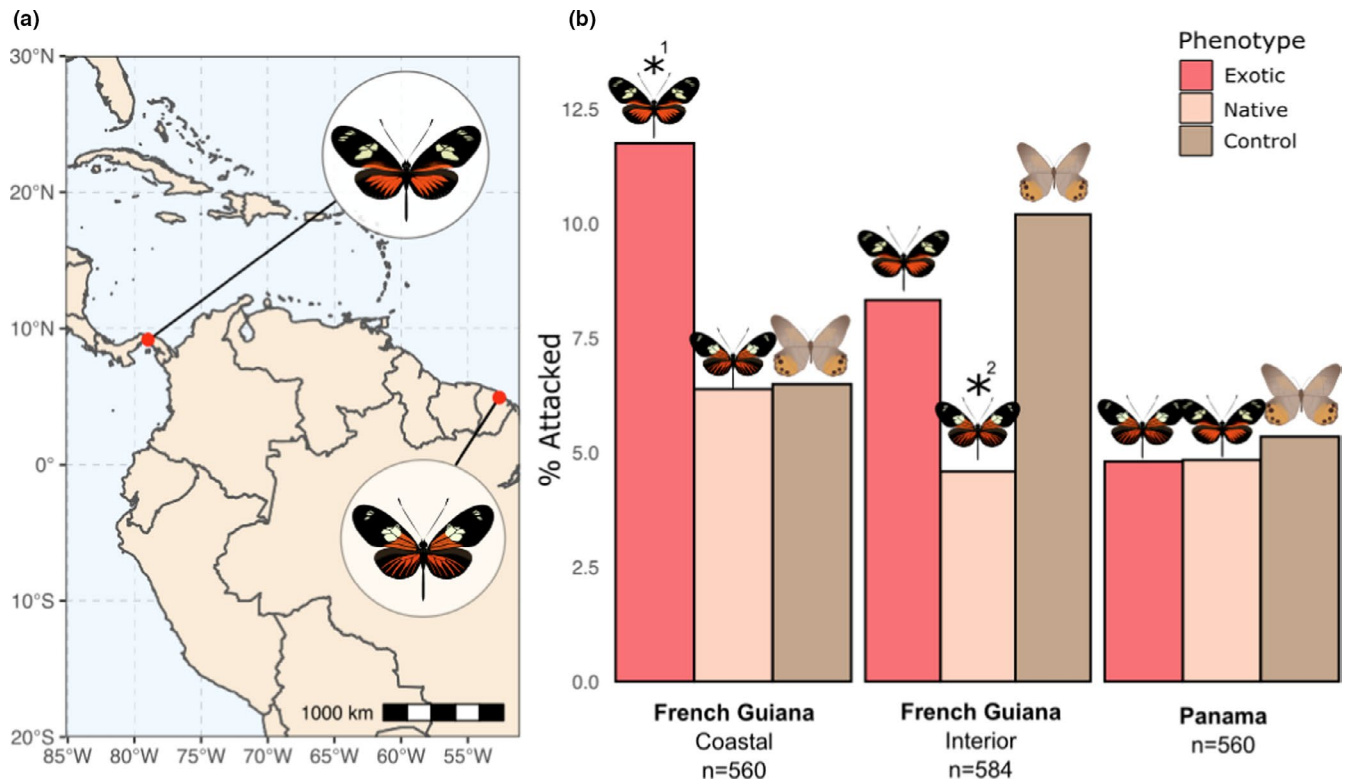 (a)
30°N
20°N
10°N
0°
10°S
20°S
85°W 80°W 75°W 70°W 65°W 60°W 55°W
1000 km
(b)
Phenotype
Exotic
Native
Control
% Attacked
12.5
10.0
7.5
5.0
2.5
0.0
*1
*2
French Guiana
Coastal
n=560
French Guiana
Interior
n=584
Panama
n=560